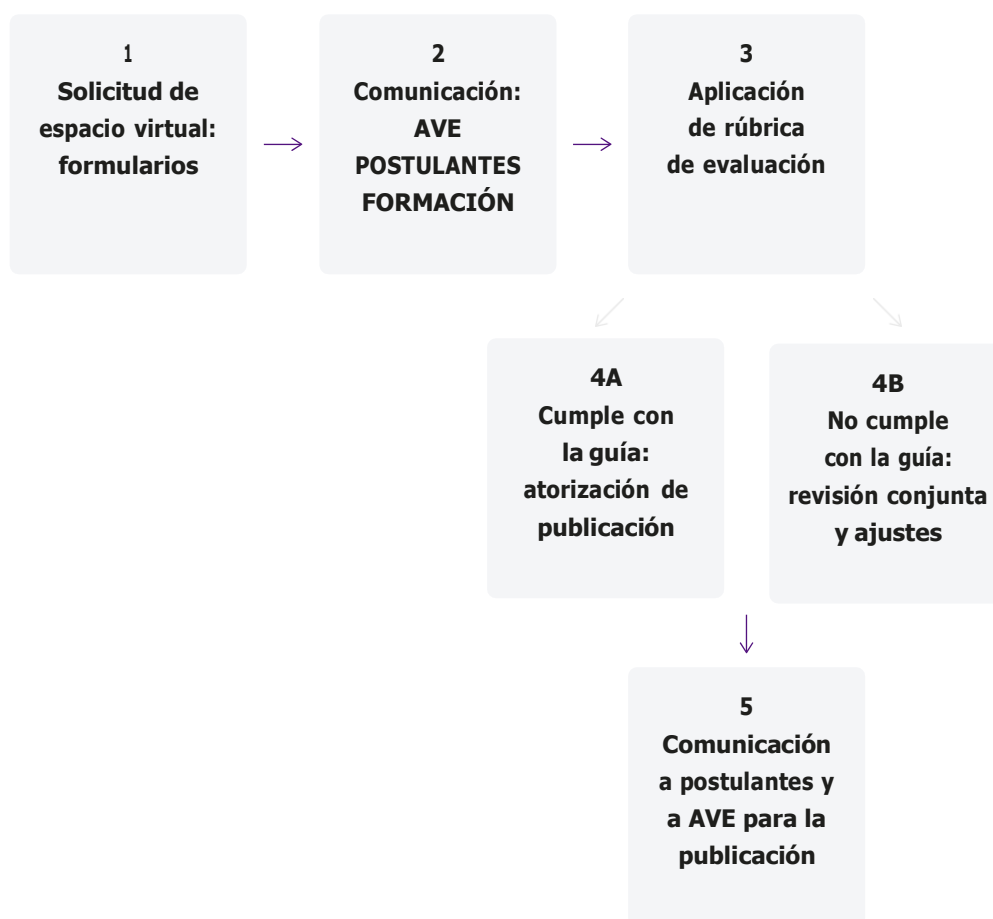 1
Solicitud de
espacio virtual:
formularios
2
Comunicación:
AVE
POSTULANTES
FORMACIÓN
3
Aplicación
de rúbrica
de evaluación
4A
Cumple con
la guía:
atorización de
publicación
4B
No cumple
con la guía:
revisión conjunta
y ajustes
5
Comunicación
a postulantes y
a AVE para la
publicación